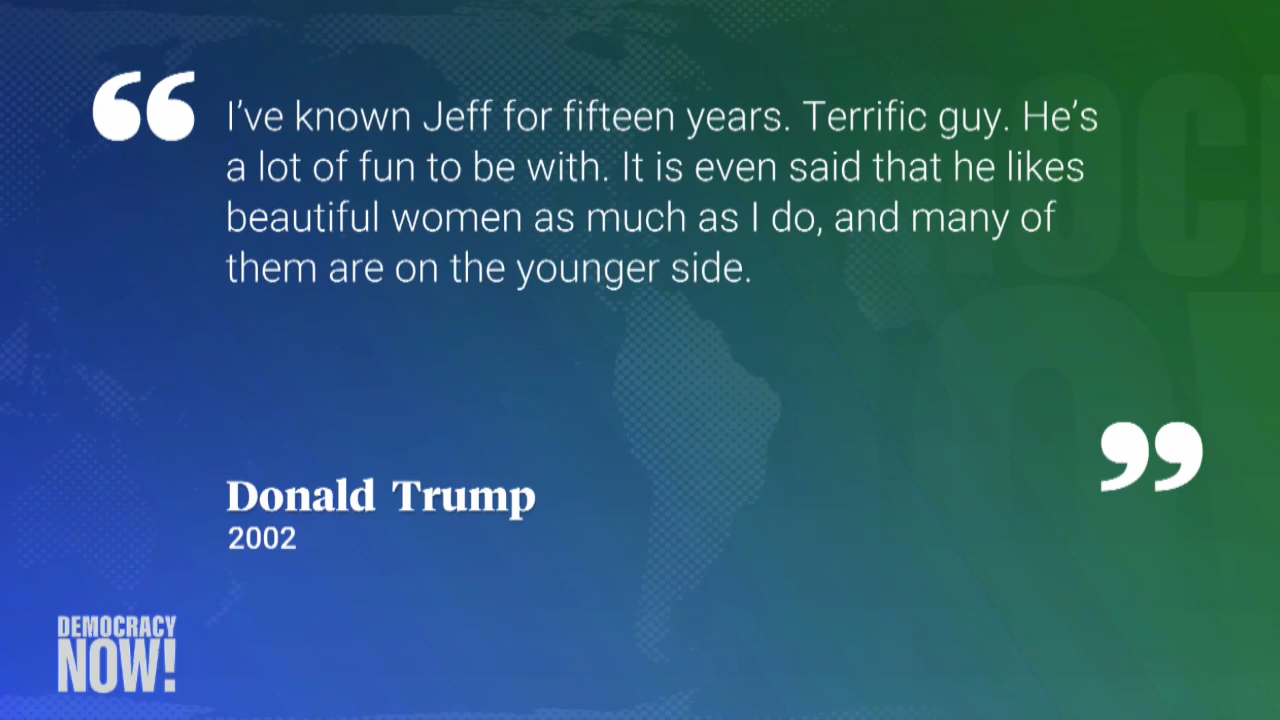 “
I’ve known Jeff for fifteen years. Terrific guy. He’s
a lot of fun to be with. It is even said that he likes
beautiful women as much as I do, and many of
them are on the younger side.
”
Donald Trump
2002
DEMOCRACY
NOW!